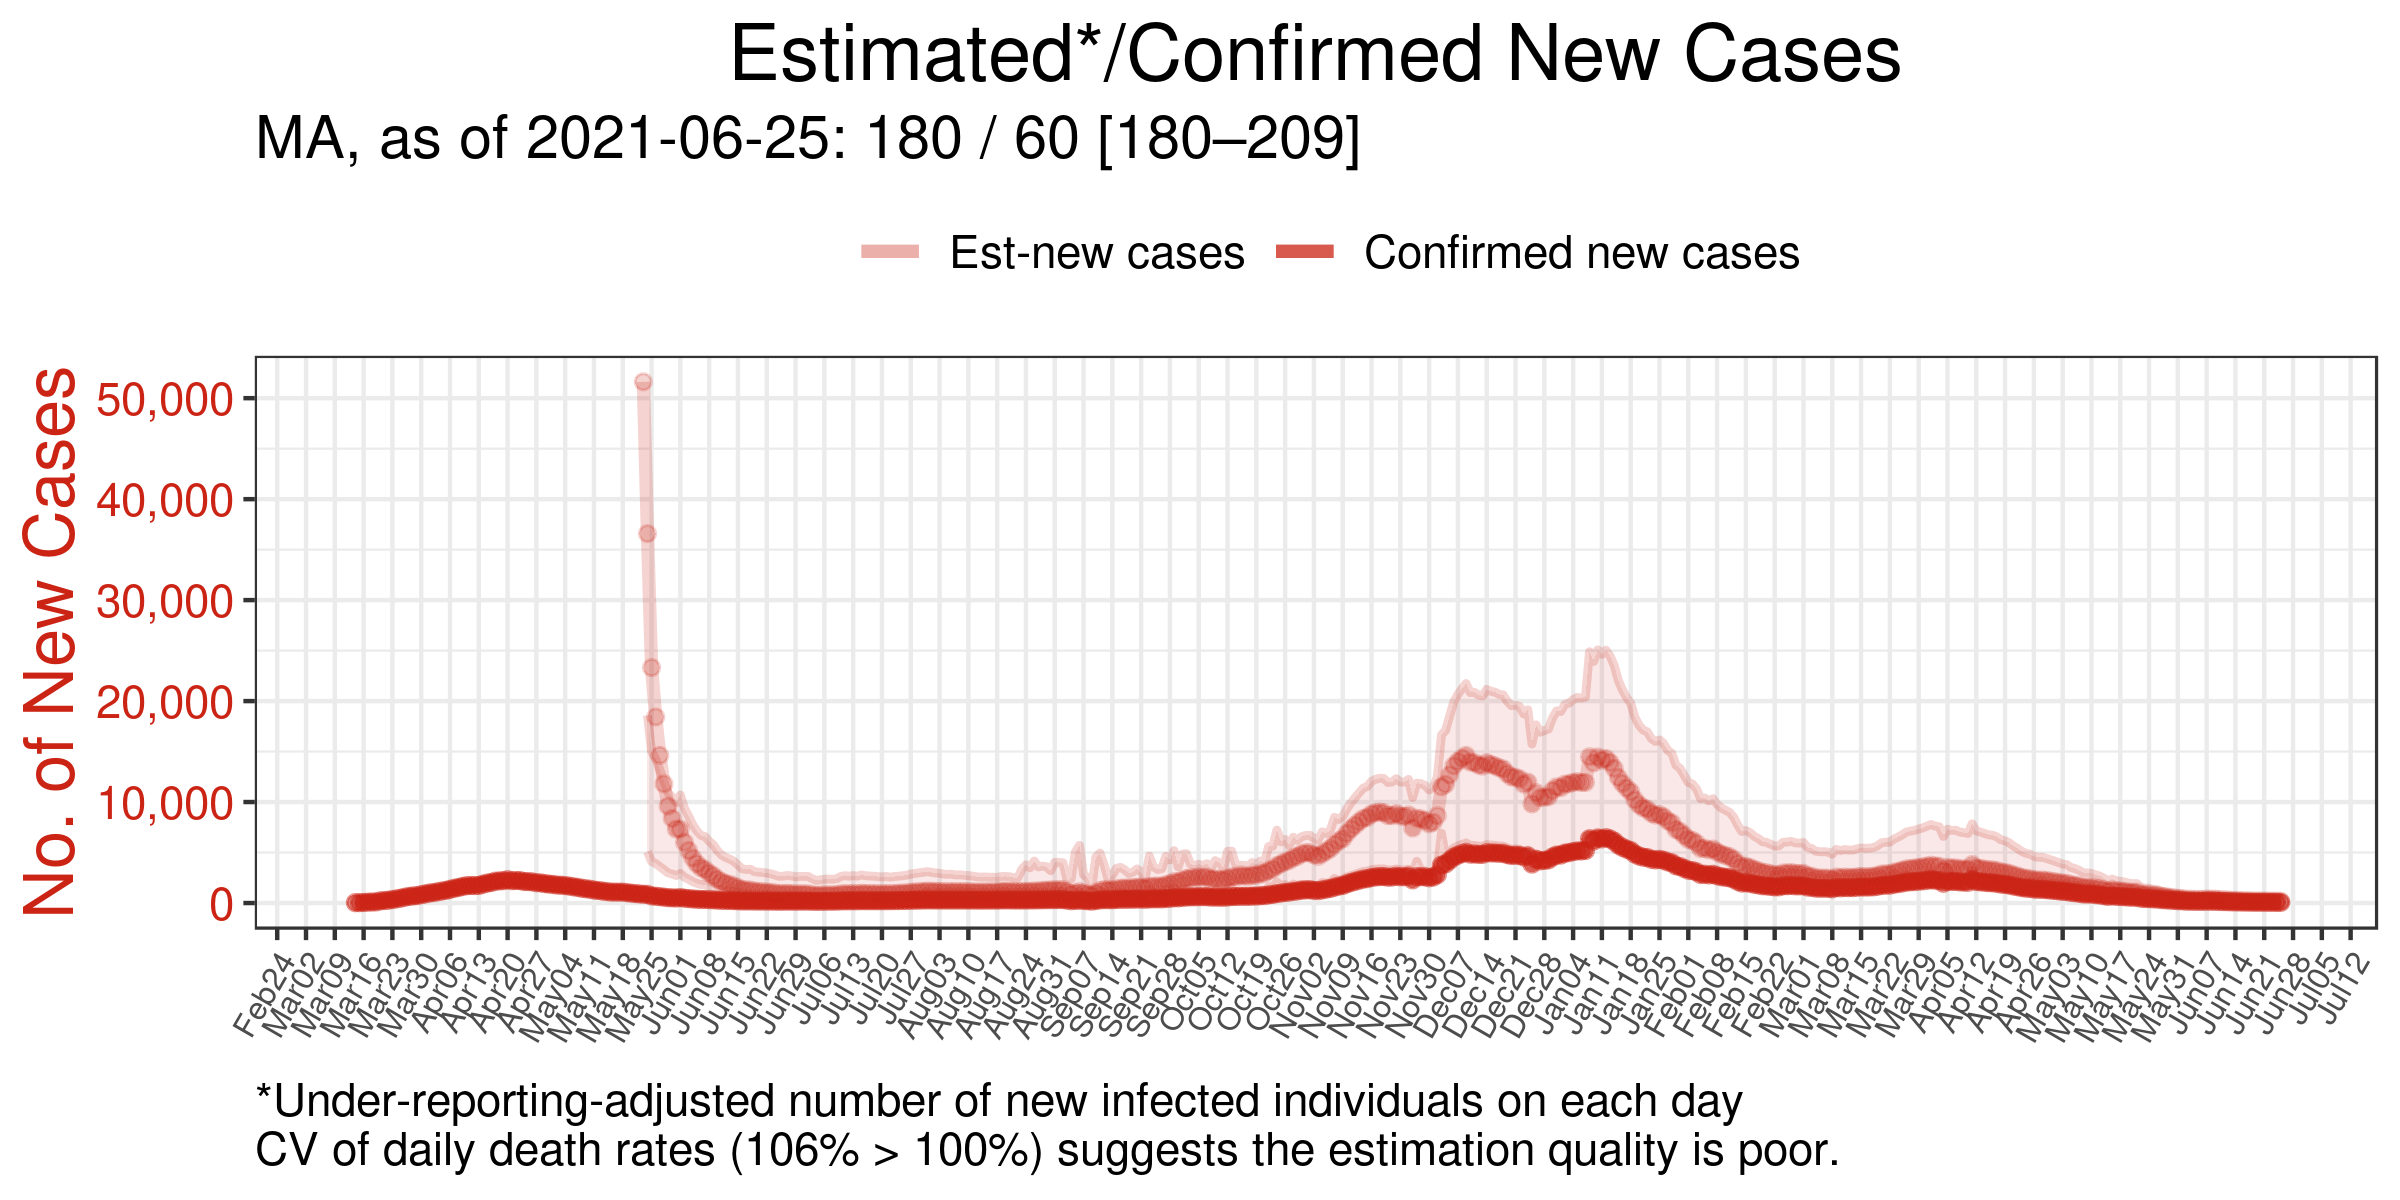 Estimated*/Confirmed New Cases
MA, as of 2021-06-25: 180 / 60 [180–209]
Est-new cases
Confirmed new cases
No. of New Cases
50,000
40,000
30,000
20,000
10,000
0
Feb24
Mar02
Mar09
Mar16
Mar23
Mar30
Apr06
Apr13
Apr20
Apr27
May04
May11
May18
May25
Jun01
Jun08
Jun15
Jun22
Jun29
Jul06
Jul13
Jul20
Jul27
Aug03
Aug10
Aug17
Aug24
Aug31
Sep07
Sep14
Sep21
Sep28
Oct05
Oct12
Oct19
Oct26
Nov02
Nov09
Nov16
Nov23
Nov30
Dec07
Dec14
Dec21
Dec28
Jan04
Jan11
Jan18
Jan25
Feb01
Feb08
Feb15
Feb22
Mar01
Mar08
Mar15
Mar22
Mar29
Apr05
Apr12
Apr19
Apr26
May03
May10
May17
May24
May31
Jun07
Jun14
Jun21
Jun28
Jul05
Jul12
*Under-reporting-adjusted number of new infected individuals on each day
CV of daily death rates (106% > 100%) suggests the estimation quality is poor.